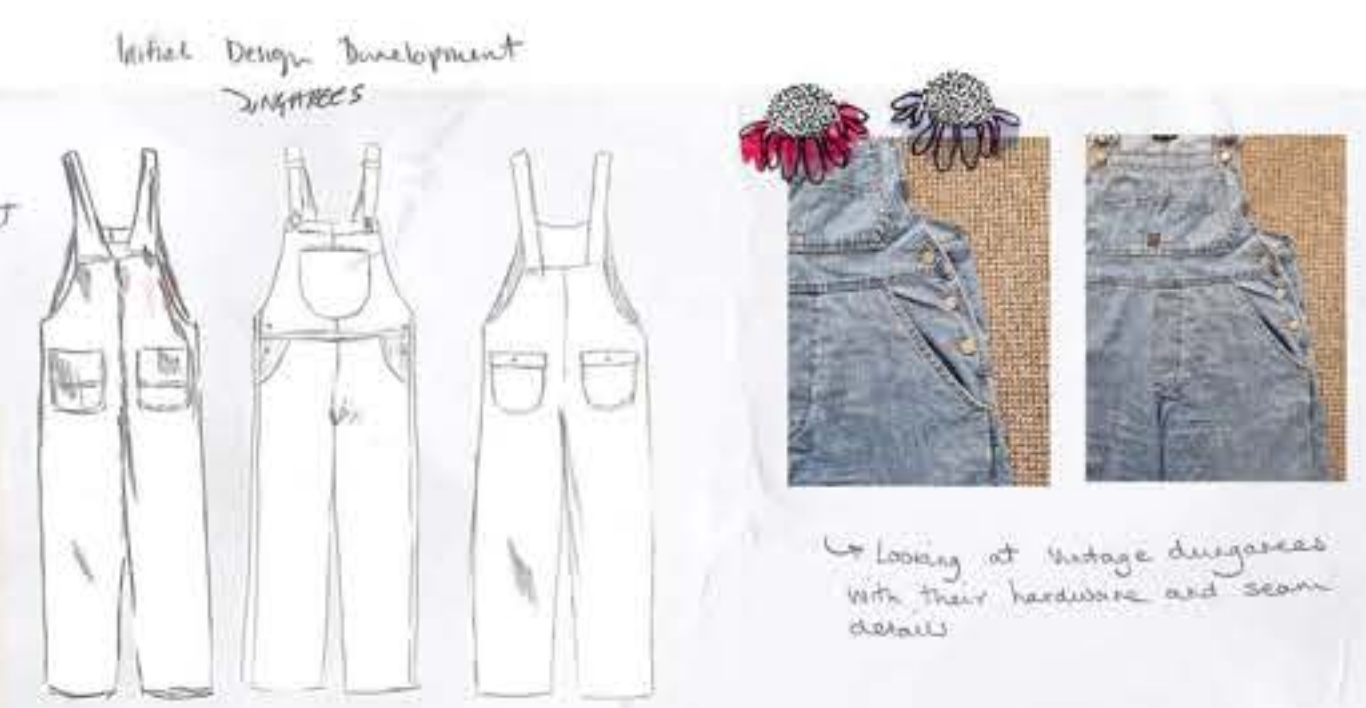 Initial Design Development
DUNGAREES
↳ Looking at vintage dungarees
with their hardware and seam
details